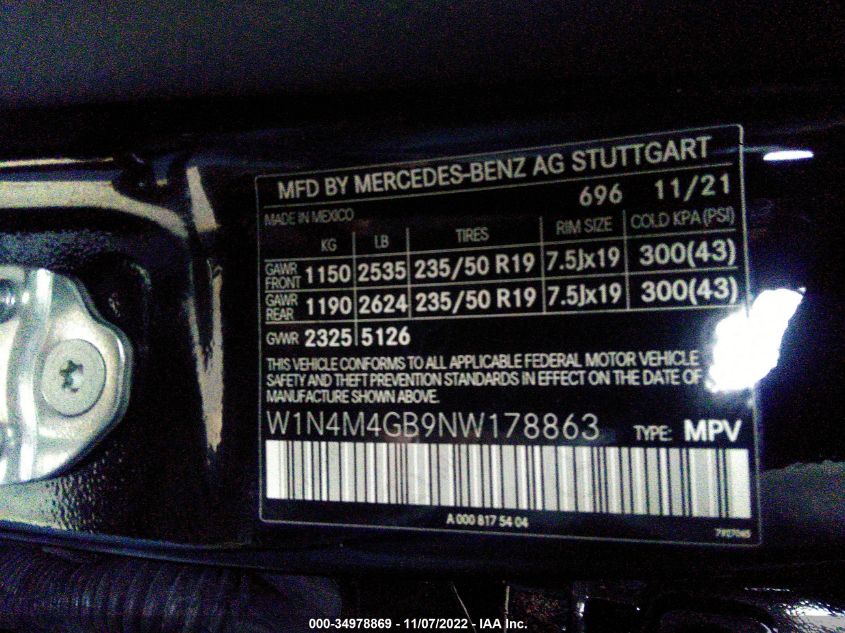 MFD BY MERCEDES-BENZ AG STUTTGART
696 11/21
MADE IN MEXICO
KG LB TIRES RIM SIZE COLD KPA (PSI)
GAWR FRONT 1150 2535 235/50 R19 7.5Jx19 300(43)
GAWR REAR 1190 2624 235/50 R19 7.5Jx19 300(43)
GVWR 2325 5126
THIS VEHICLE CONFORMS TO ALL APPLICABLE FEDERAL MOTOR VEHICLE
SAFETY AND THEFT PREVENTION STANDARDS IN EFFECT ON THE DATE OF
MANUFACTURE SHOWN ABOVE.
W1N4M4GB9NW178863 TYPE: MPV
A 000 817 54 04
000-34978869 - 11/07/2022 - IAA Inc.